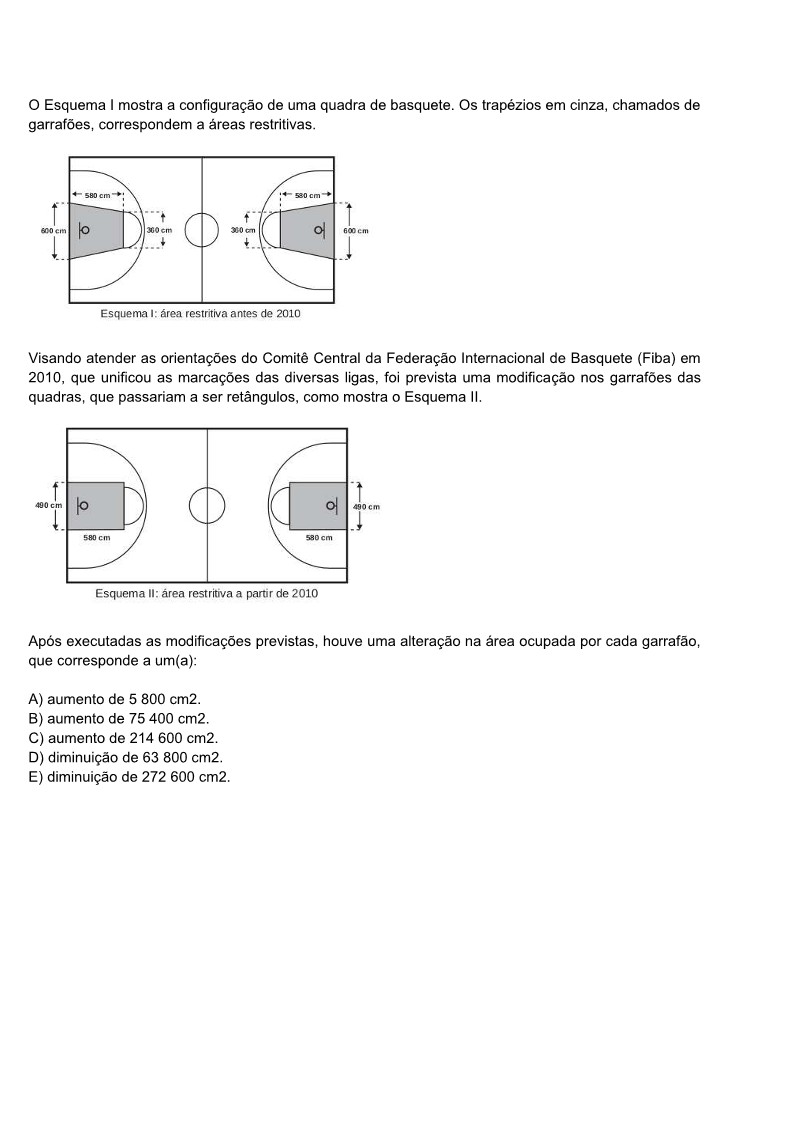 O Esquema I mostra a configuração de uma quadra de basquete. Os trapézios em cinza, chamados de
garrafões, correspondem a áreas restritivas.
580 cm
580 cm
600 cm
360 cm
360 cm
600 cm
Esquema I: área restritiva antes de 2010
Visando atender as orientações do Comitê Central da Federação Internacional de Basquete (Fiba) em
2010, que unificou as marcações das diversas ligas, foi prevista uma modificação nos garrafões das
quadras, que passariam a ser retângulos, como mostra o Esquema II.
490 cm
490 cm
580 cm
580 cm
Esquema II: área restritiva a partir de 2010
Após executadas as modificações previstas, houve uma alteração na área ocupada por cada garrafão,
que corresponde a um(a):
A) aumento de 5 800 cm2.
B) aumento de 75 400 cm2.
C) aumento de 214 600 cm2.
D) diminuição de 63 800 cm2.
E) diminuição de 272 600 cm2.